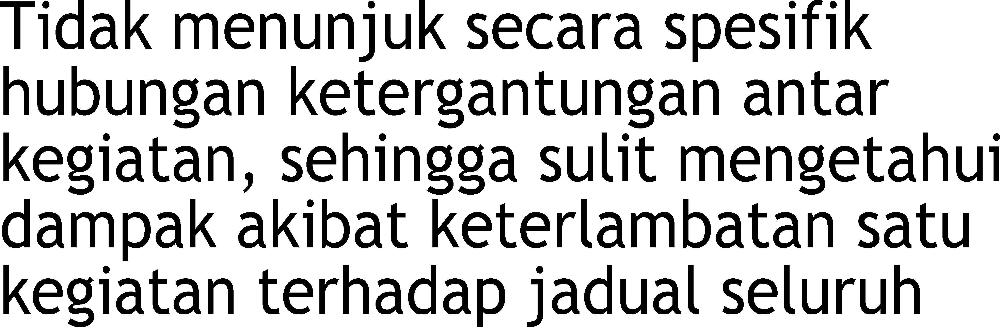 Tidak menunjuk secara spesifik
hubungan ketergantungan antar
kegiatan, sehingga sulit mengetahui
dampak akibat keterlambatan satu
kegiatan terhadap jadual seluruh